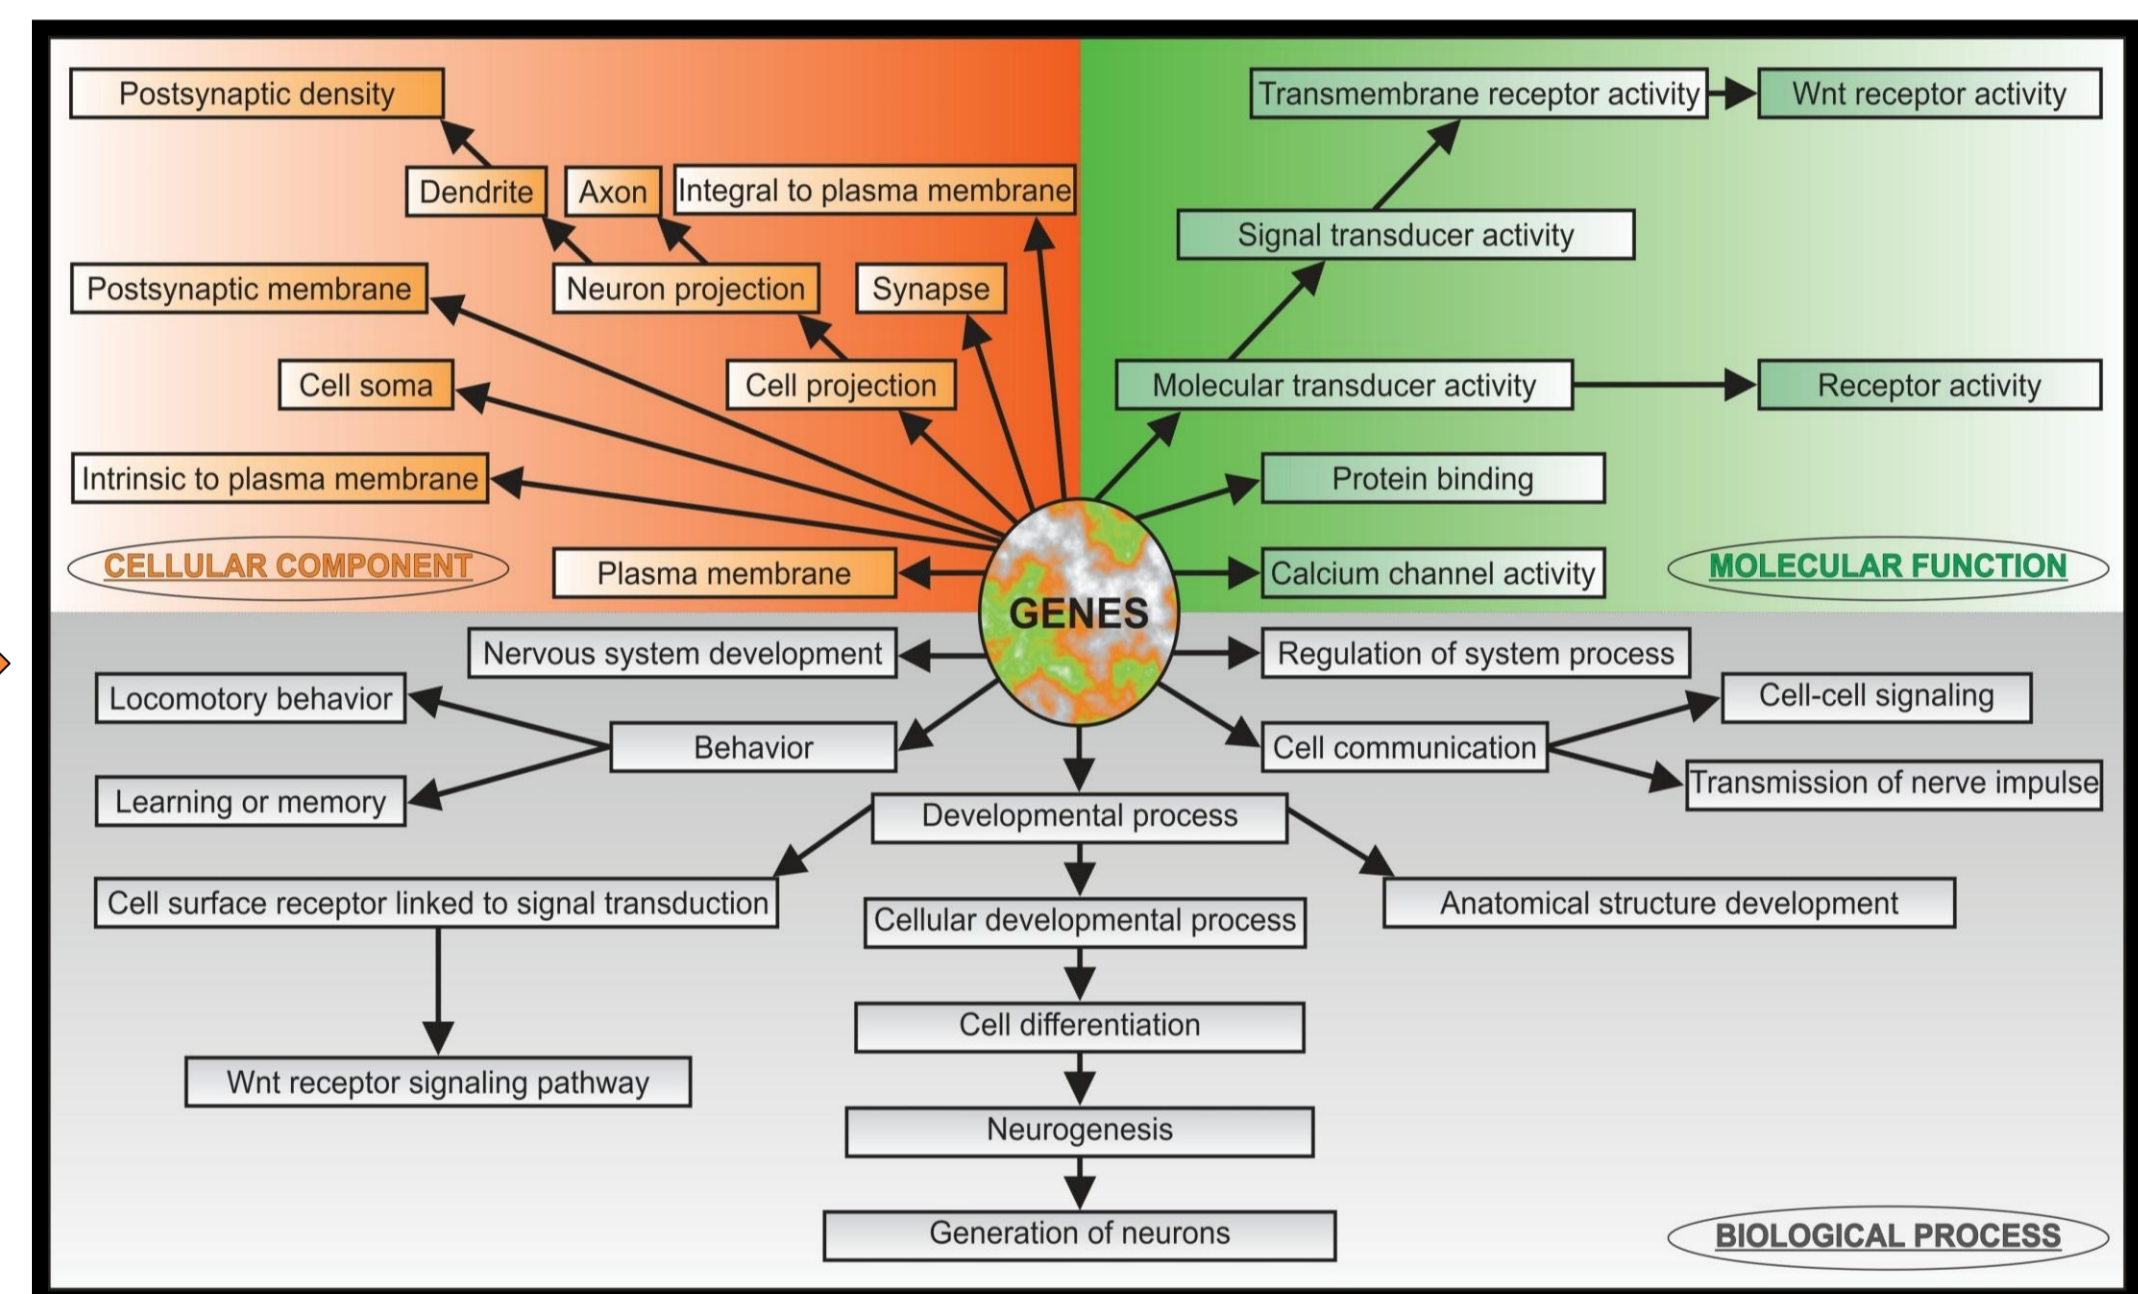 Postsynaptic density
Dendrite
Axon
Integral to plasma membrane
Postsynaptic membrane
Neuron projection
Synapse
Cell soma
Cell projection
Intrinsic to plasma membrane
CELLULAR COMPONENT
Plasma membrane
Transmembrane receptor activity
Wnt receptor activity
Signal transducer activity
Molecular transducer activity
Receptor activity
Protein binding
Calcium channel activity
MOLECULAR FUNCTION
GENES
Nervous system development
Regulation of system process
Locomotory behavior
Behavior
Learning or memory
Cell communication
Cell-cell signaling
Transmission of nerve impulse
Developmental process
Cell surface receptor linked to signal transduction
Cellular developmental process
Anatomical structure development
Cell differentiation
Wnt receptor signaling pathway
Neurogenesis
Generation of neurons
BIOLOGICAL PROCESS